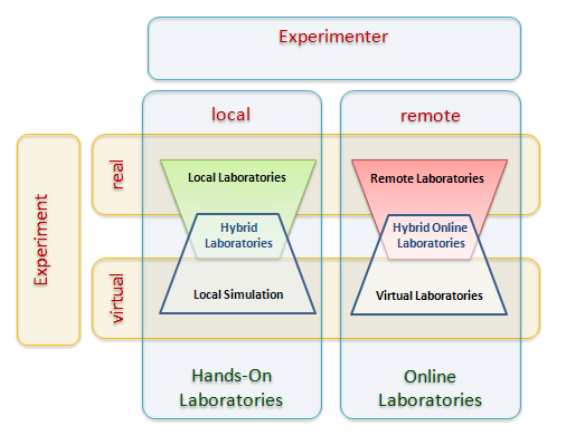 Experimenter
local
remote
Experiment
real
Local Laboratories
Remote Laboratories
Hybrid
Laboratories
Hybrid Online
Laboratories
virtual
Local Simulation
Virtual Laboratories
Hands-On
Laboratories
Online
Laboratories